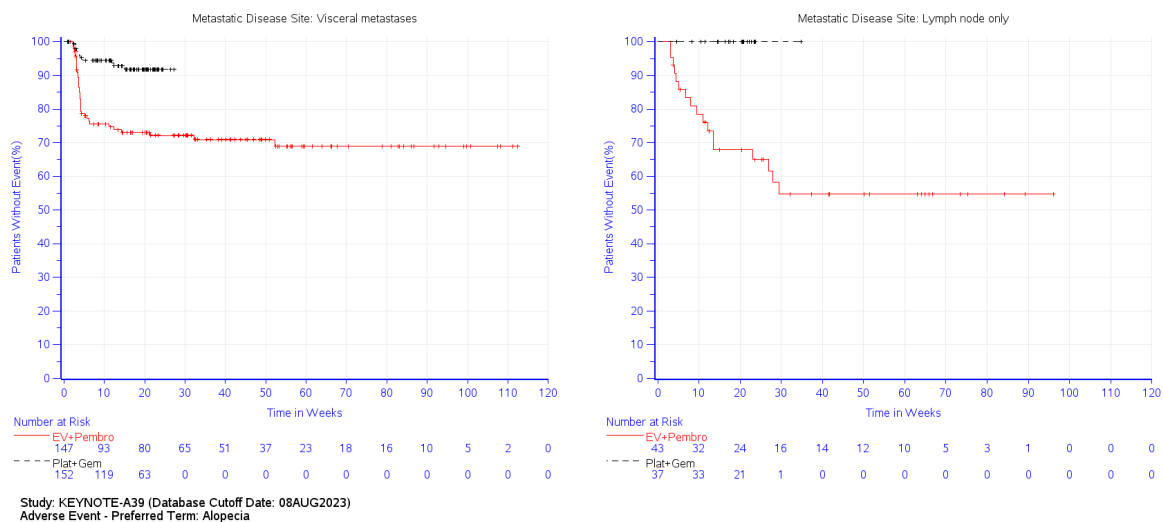 Metastatic Disease Site: Visceral metastases
100
90
80
70
60
50
40
30
20
10
0
Patients Without Event(%)
0 10 20 30 40 50 60 70 80 90 100 110 120
Time in Weeks
Number at Risk
EV+Pembro
147 93 80 65 51 37 23 18 16 10 5 2 0
Plat+Gem
152 119 63 0 0 0 0 0 0 0 0 0 0
Metastatic Disease Site: Lymph node only
100
90
80
70
60
50
40
30
20
10
0
Patients Without Event(%)
0 10 20 30 40 50 60 70 80 90 100 110 120
Time in Weeks
Number at Risk
EV+Pembro
43 32 24 16 14 12 10 5 3 1 0 0 0
Plat+Gem
37 33 21 1 0 0 0 0 0 0 0 0 0
Study: KEYNOTE-A39 (Database Cutoff Date: 08AUG2023)
Adverse Event - Preferred Term: Alopecia